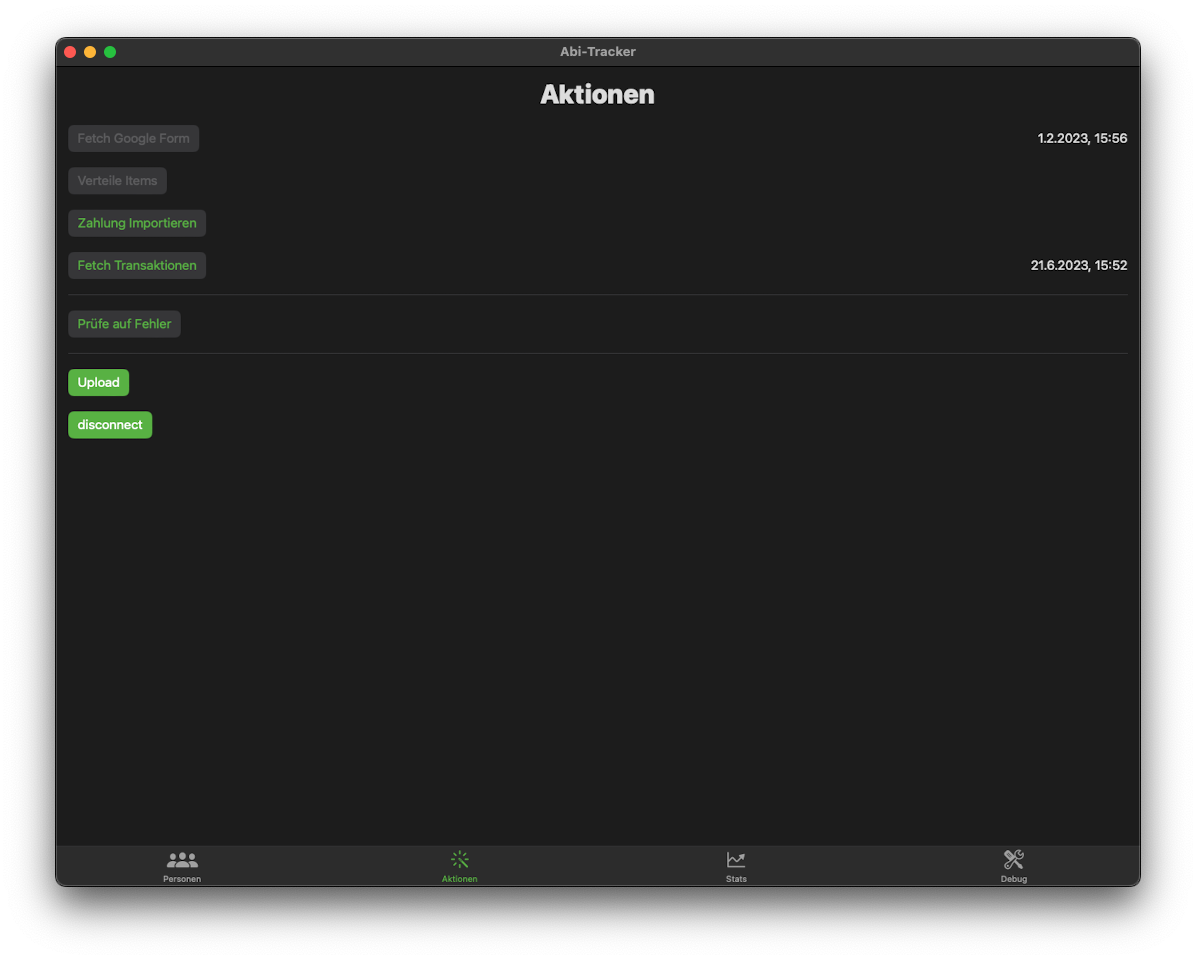 Abi-Tracker
Aktionen
Fetch Google Form 1.2.2023, 15:56
Verteile Items
Zahlung Importieren
Fetch Transaktionen 21.6.2023, 15:52
Prüfe auf Fehler
Upload
disconnect
Personen Aktionen Stats Debug